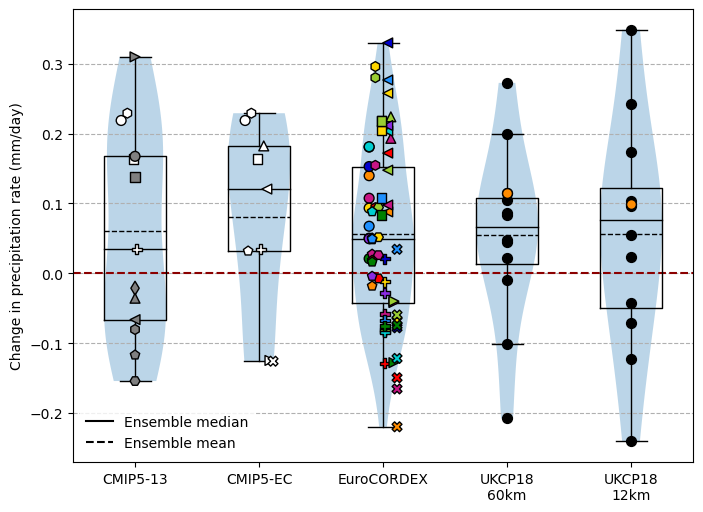 Change in precipitation rate (mm/day)
0.3
0.2
0.1
0.0
−0.1
−0.2
Ensemble median
Ensemble mean
CMIP5-13
CMIP5-EC
EuroCORDEX
UKCP18
60km
UKCP18
12km